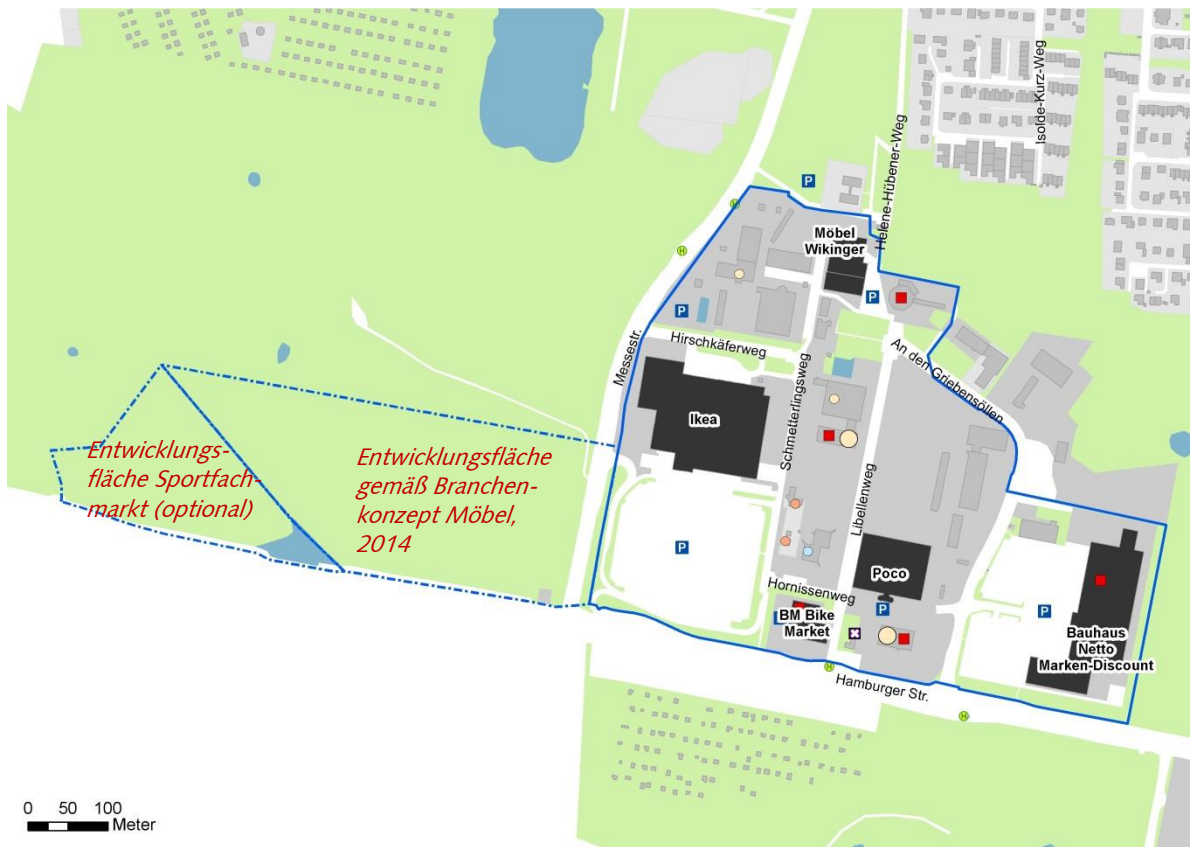 Isolde-Kurz-Weg
Helene-Hübener-Weg
P
H
H
Möbel
Wikinger
P
P
Messestr.
Hirschkäferweg
An den Griebensöllen
Schmetterlingsweg
Ikea
Libellenweg
Entwicklungs-
fläche Sportfach-
markt (optional)
Entwicklungsfläche
gemäß Branchen-
konzept Möbel,
2014
P
Poco
Hornissenweg
P
P
BM Bike
Market
P
Bauhaus
Netto
Marken-Discount
H
Hamburger Str.
H
0 50 100
Meter